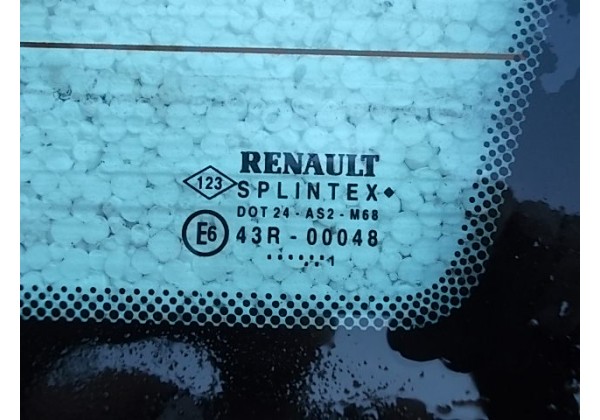 RENAULT
123 SPLINTEX
DOT 24 - AS2 - M68
E6 43R - 00048
.......1